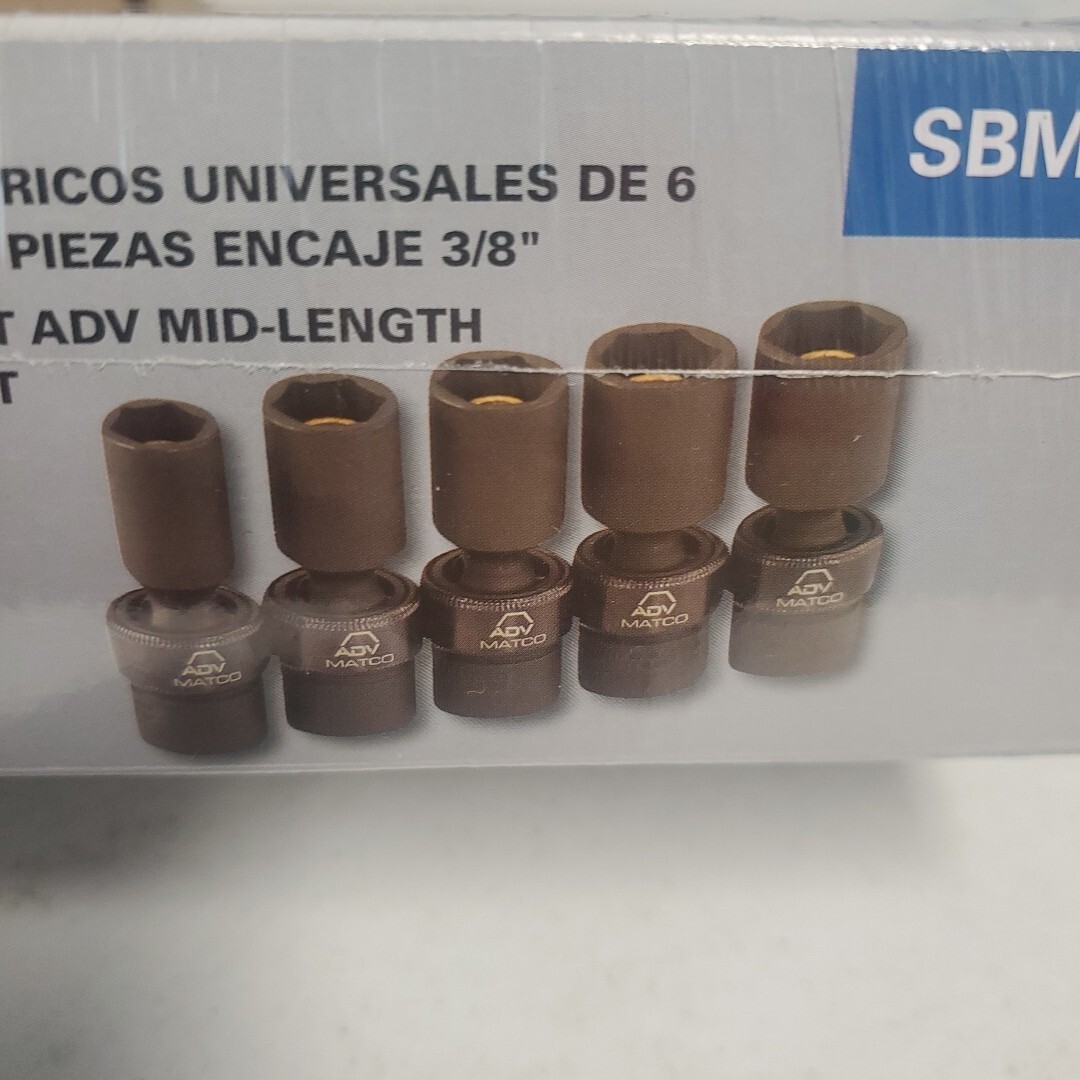 RICOS UNIVERSALES DE 6
PIEZAS ENCAJE 3/8"
T ADV MID-LENGTH
T
SBM
ADV
MATCO
ADV
MATCO
ADV
MATCO
ADV
MATCO
ADV
MATCO